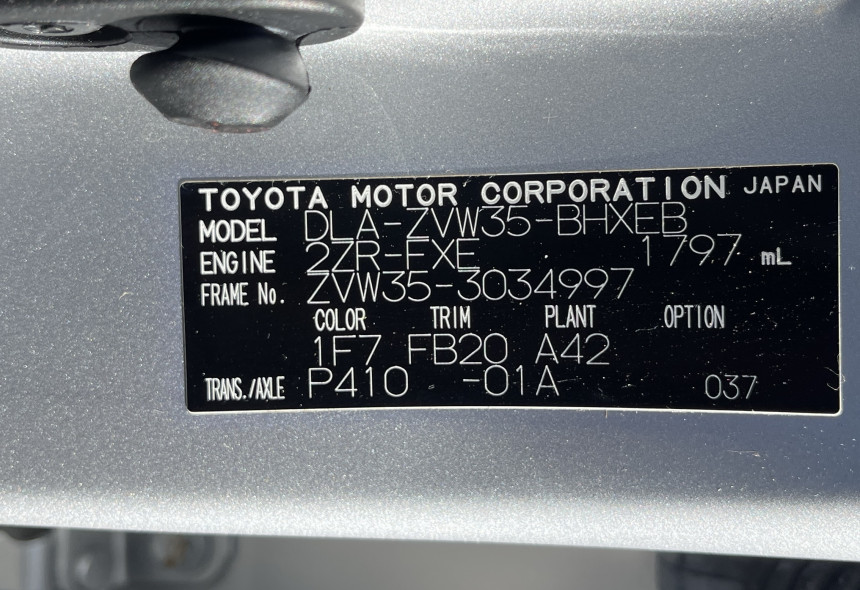 TOYOTA MOTOR CORPORATION JAPAN
MODEL DLA-ZVW35-BHXEB
ENGINE 2ZR-FXE 1797 mL
FRAME No. ZVW35-3034997
COLOR TRIM PLANT OPTION
1F7 FB20 A42
TRANS./AXLE P410 -01A 037